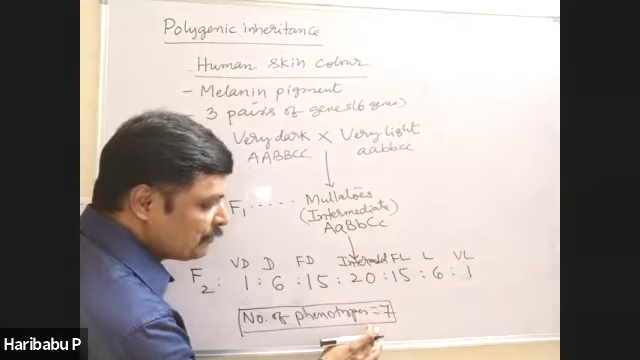 Polygenic inheritance
Human skin colour
- Melanin pigment
- 3 pairs of genes (6 genes)
Very dark × Very light
AABBCC aabbcc
F1 ..... Mullatoes
(Intermediate)
AaBbCc
VD D FD Intermed FL L VL
F2: 1 : 6 : 15 : 20 : 15 : 6 : 1
No. of phenotypes = 7
Haribabu P